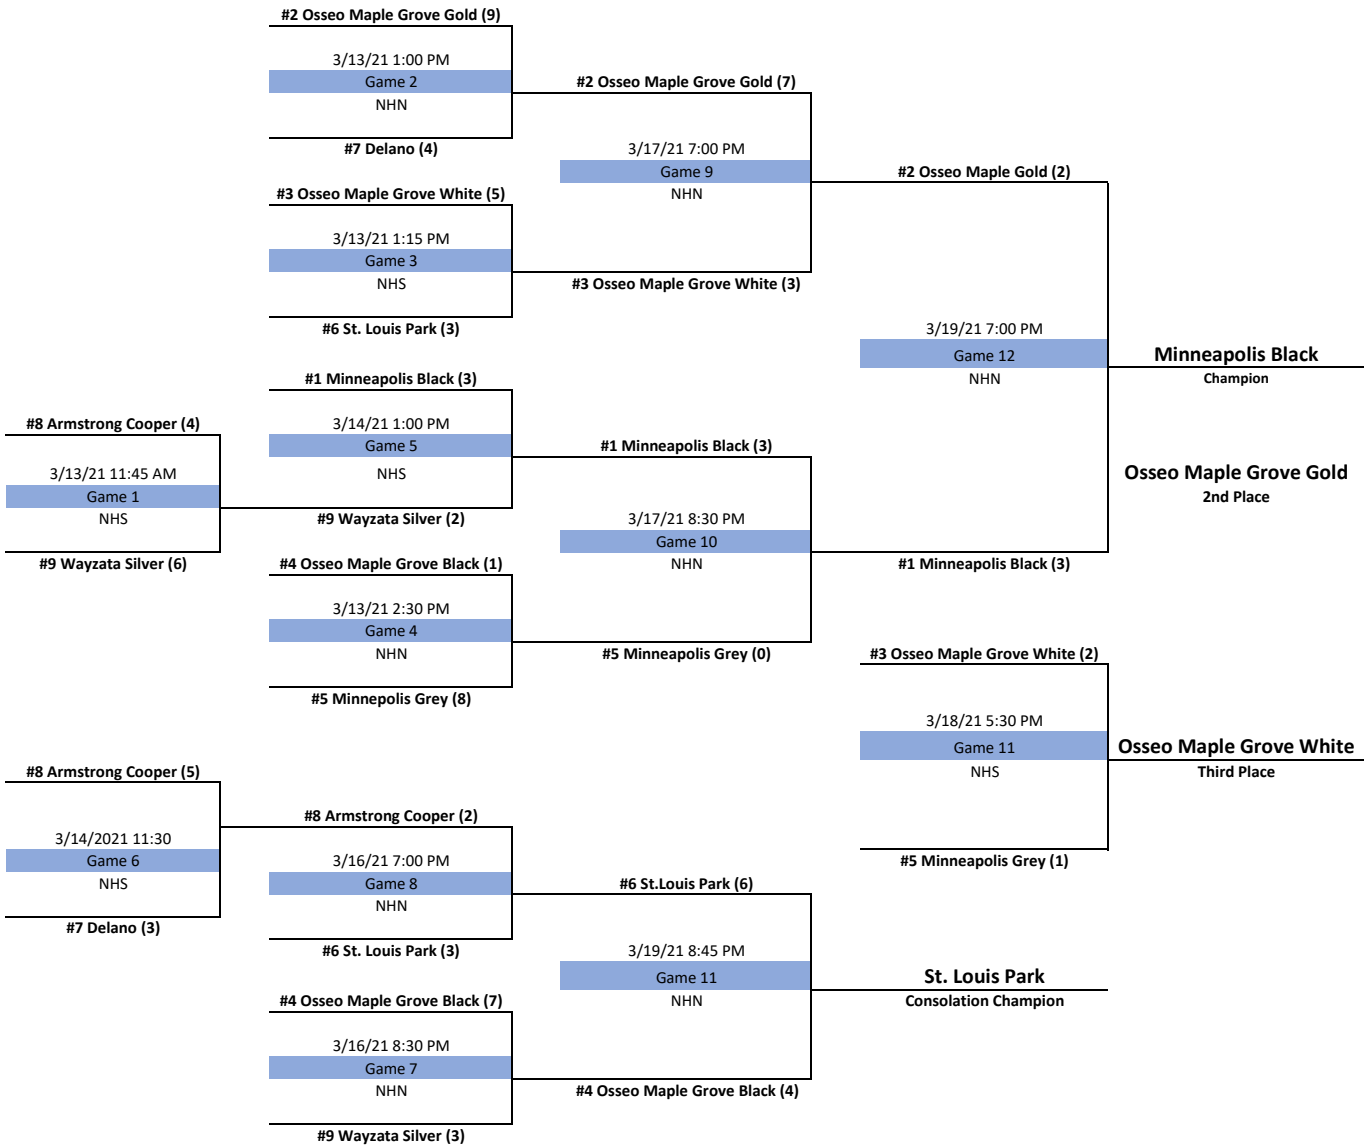 #2 Osseo Maple Grove Gold (9)
3/13/21 1:00 PM
Game 2
NHN
#7 Delano (4)
#2 Osseo Maple Grove Gold (7)
3/17/21 7:00 PM
Game 9
NHN
#3 Osseo Maple Grove White (3)
#3 Osseo Maple Grove White (5)
3/13/21 1:15 PM
Game 3
NHS
#6 St. Louis Park (3)
#2 Osseo Maple Gold (2)
3/19/21 7:00 PM
Game 12
NHN
#1 Minneapolis Black (3)
Minneapolis Black
Champion
Osseo Maple Grove Gold
2nd Place
#8 Armstrong Cooper (4)
3/13/21 11:45 AM
Game 1
NHS
#9 Wayzata Silver (6)
#1 Minneapolis Black (3)
3/14/21 1:00 PM
Game 5
NHS
#9 Wayzata Silver (2)
#1 Minneapolis Black (3)
3/17/21 8:30 PM
Game 10
NHN
#5 Minneapolis Grey (0)
#4 Osseo Maple Grove Black (1)
3/13/21 2:30 PM
Game 4
NHN
#5 Minnepolis Grey (8)
#3 Osseo Maple Grove White (2)
3/18/21 5:30 PM
Game 11
NHS
#5 Minneapolis Grey (1)
Osseo Maple Grove White
Third Place
#8 Armstrong Cooper (5)
3/14/2021 11:30
Game 6
NHS
#7 Delano (3)
#8 Armstrong Cooper (2)
3/16/21 7:00 PM
Game 8
NHN
#6 St. Louis Park (3)
#6 St.Louis Park (6)
3/19/21 8:45 PM
Game 11
NHN
#4 Osseo Maple Grove Black (4)
St. Louis Park
Consolation Champion
#4 Osseo Maple Grove Black (7)
3/16/21 8:30 PM
Game 7
NHN
#9 Wayzata Silver (3)